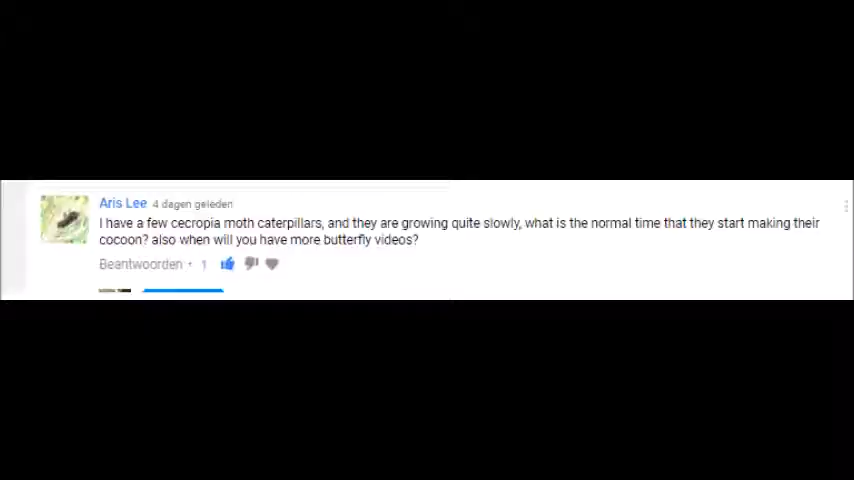 Aris Lee 4 dagen geleden
I have a few cecropia moth caterpillars, and they are growing quite slowly, what is the normal time that they start making their
cocoon? also when will you have more butterfly videos?
Beantwoorden • 1